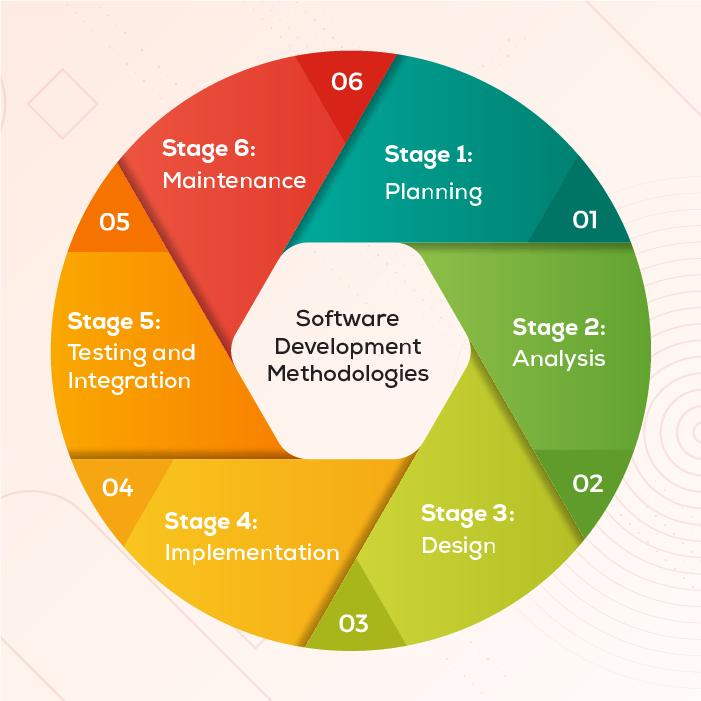 Software
Development
Methodologies
Stage 1:
Planning
01
Stage 2:
Analysis
02
Stage 3:
Design
03
Stage 4:
Implementation
04
Stage 5:
Testing and
Integration
05
Stage 6:
Maintenance
06